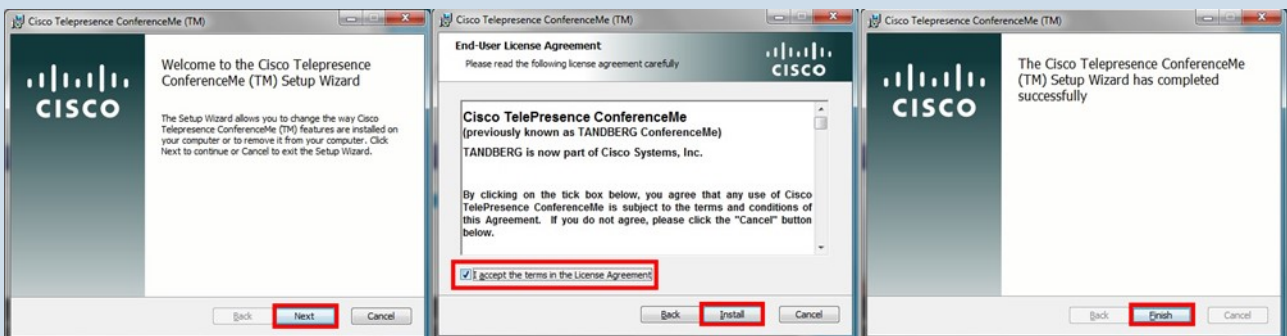 Cisco Telepresence ConferenceMe (TM)
CISCO
Welcome to the Cisco Telepresence
ConferenceMe (TM) Setup Wizard
The Setup Wizard allows you to change the way Cisco
Telepresence ConferenceMe (TM) features are installed on
your computer or to remove it from your computer. Click
Next to continue or Cancel to exit the Setup Wizard.
Back Next Cancel
Cisco Telepresence ConferenceMe (TM)
End-User License Agreement
Please read the following license agreement carefully
CISCO
Cisco TelePresence ConferenceMe
(previously known as TANDBERG ConferenceMe)
TANDBERG is now part of Cisco Systems, Inc.
By clicking on the tick box below, you agree that any use of Cisco
TelePresence ConferenceMe is subject to the terms and conditions of
this Agreement. If you do not agree, please click the "Cancel" button
below.
I accept the terms in the License Agreement
Back Install Cancel
Cisco Telepresence ConferenceMe (TM)
CISCO
The Cisco Telepresence ConferenceMe
(TM) Setup Wizard has completed
successfully
Back Finish Cancel